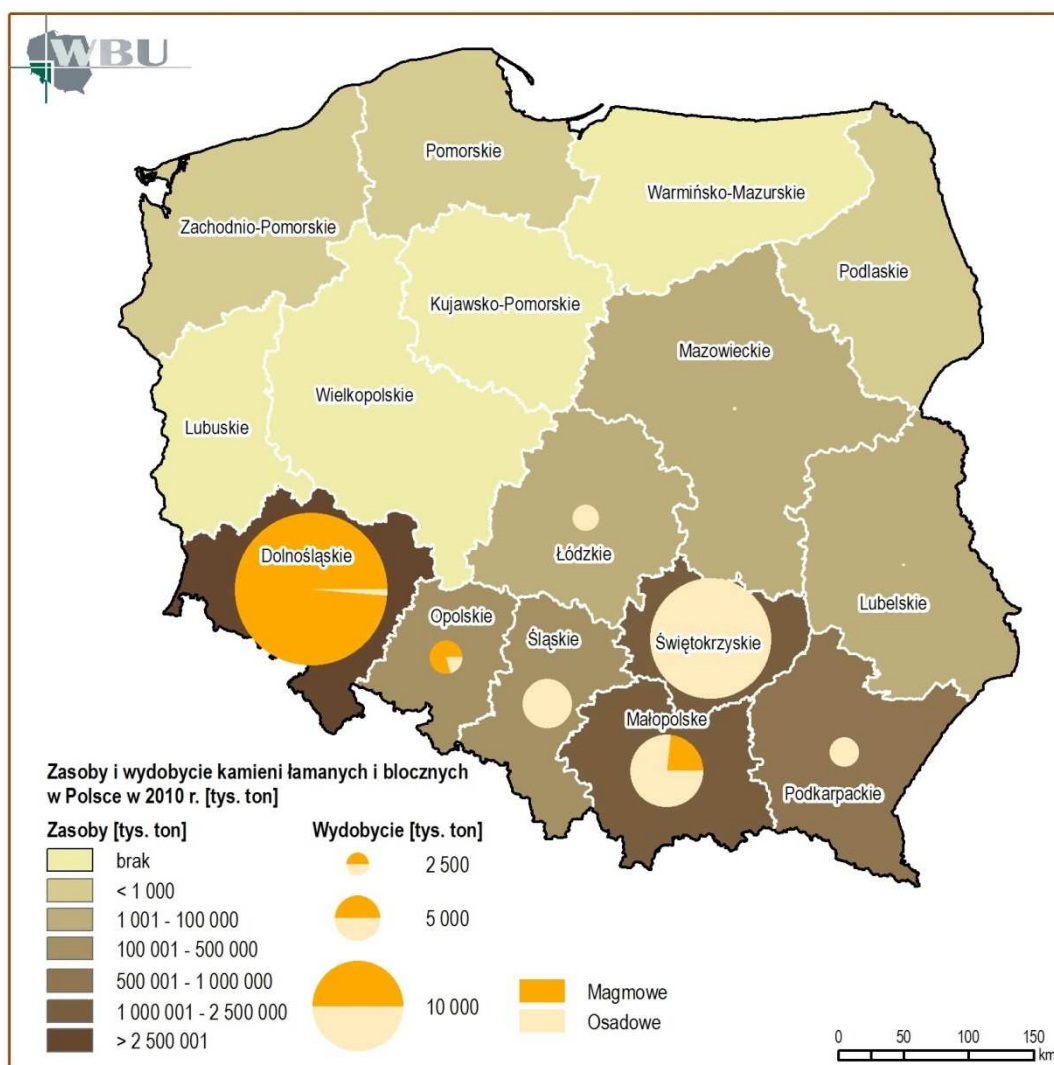 WBU
Pomorskie
Warmińsko-Mazurskie
Zachodnio-Pomorskie
Podlaskie
Kujawsko-Pomorskie
Mazowieckie
Wielkopolskie
Lubuskie
Dolnośląskie
Łódzkie
Lubelskie
Opolskie
Śląskie
Świętokrzyskie
Małopolske
Podkarpackie
Zasoby i wydobycie kamieni łamanych i blocznych
w Polsce w 2010 r. [tys. ton]
Zasoby [tys. ton]
brak
< 1 000
1 001 - 100 000
100 001 - 500 000
500 001 - 1 000 000
1 000 001 - 2 500 000
> 2 500 001
Wydobycie [tys. ton]
2 500
5 000
10 000
Magmowe
Osadowe
0 50 100 150
km